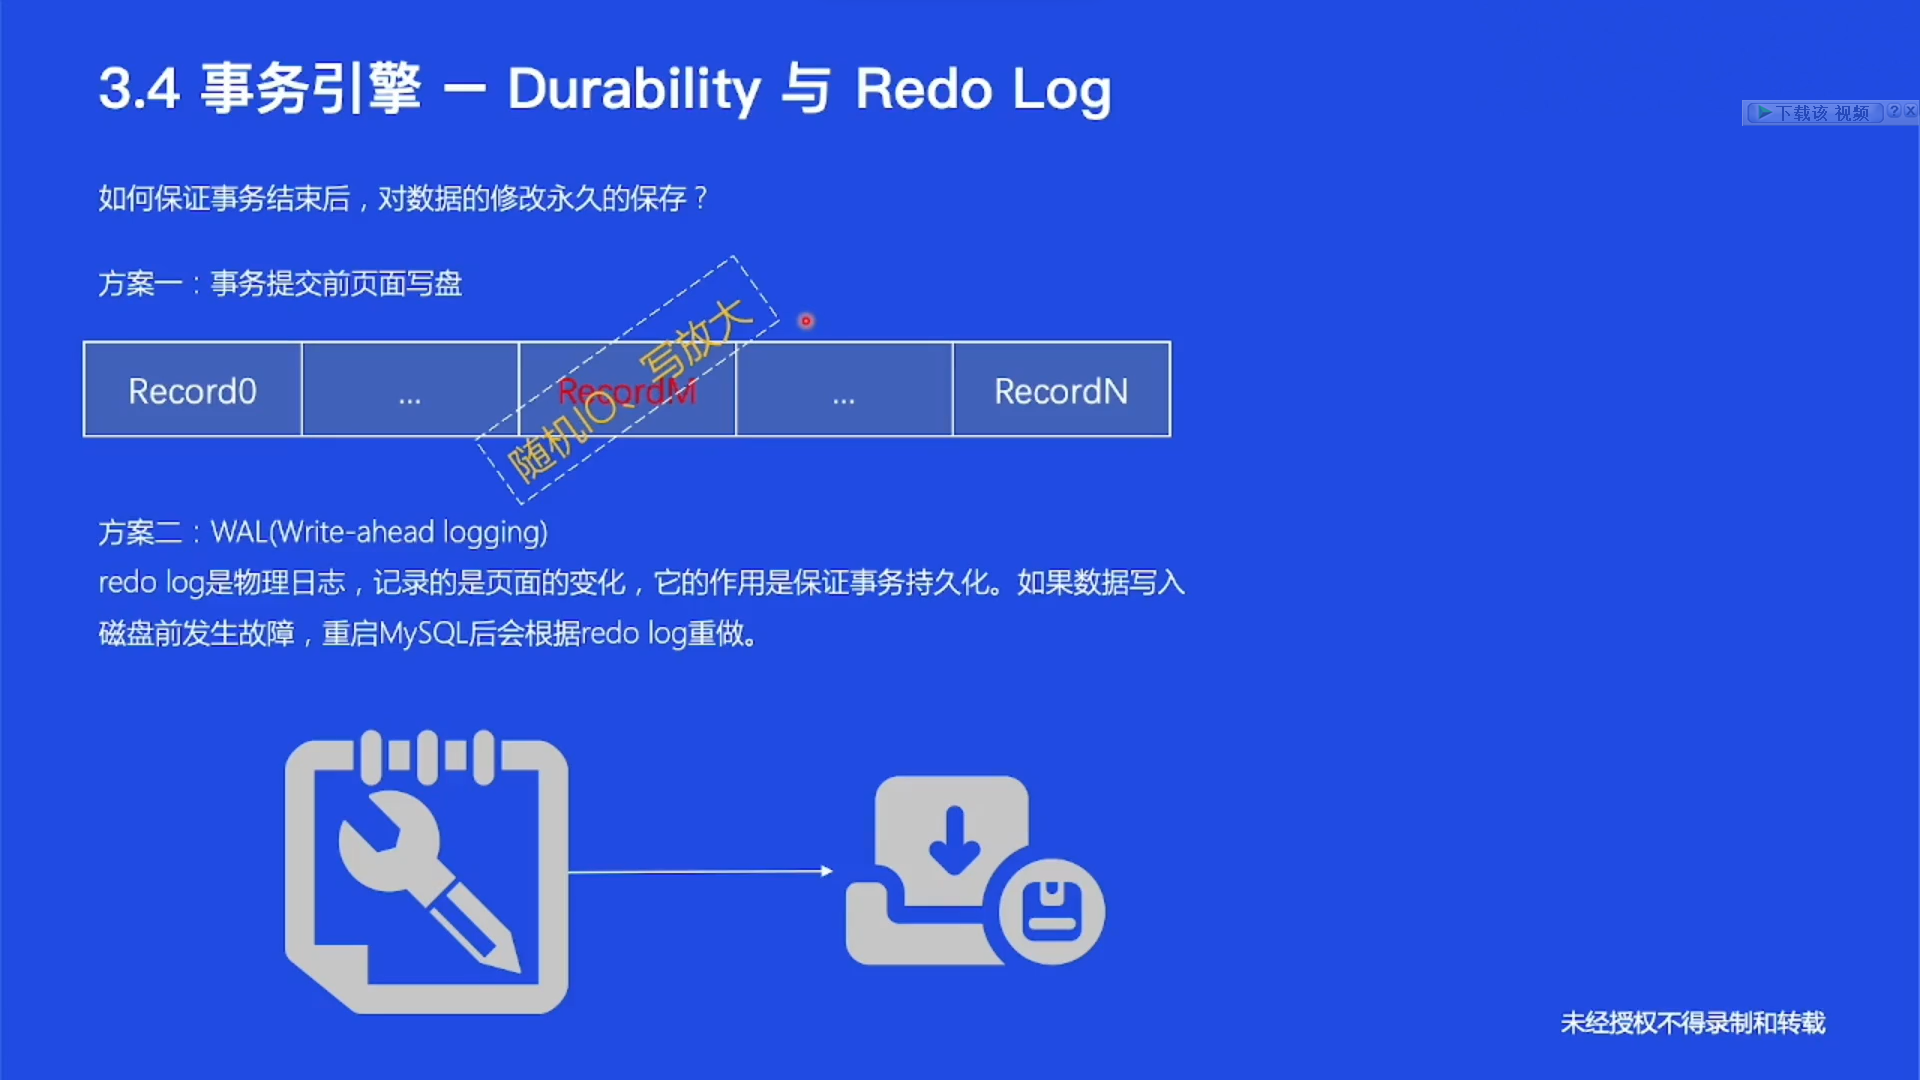 3.4 事务引擎 — Durability 与 Redo Log
下载该 视频
如何保证事务结束后，对数据的修改永久的保存？
方案一：事务提交前页面写盘
随机IO、写放大
Record0 ... RecordM ... RecordN
方案二：WAL(Write-ahead logging)
redo log是物理日志，记录的是页面的变化，它的作用是保证事务持久化。如果数据写入
磁盘前发生故障，重启MySQL后会根据redo log重做。
未经授权不得录制和转载